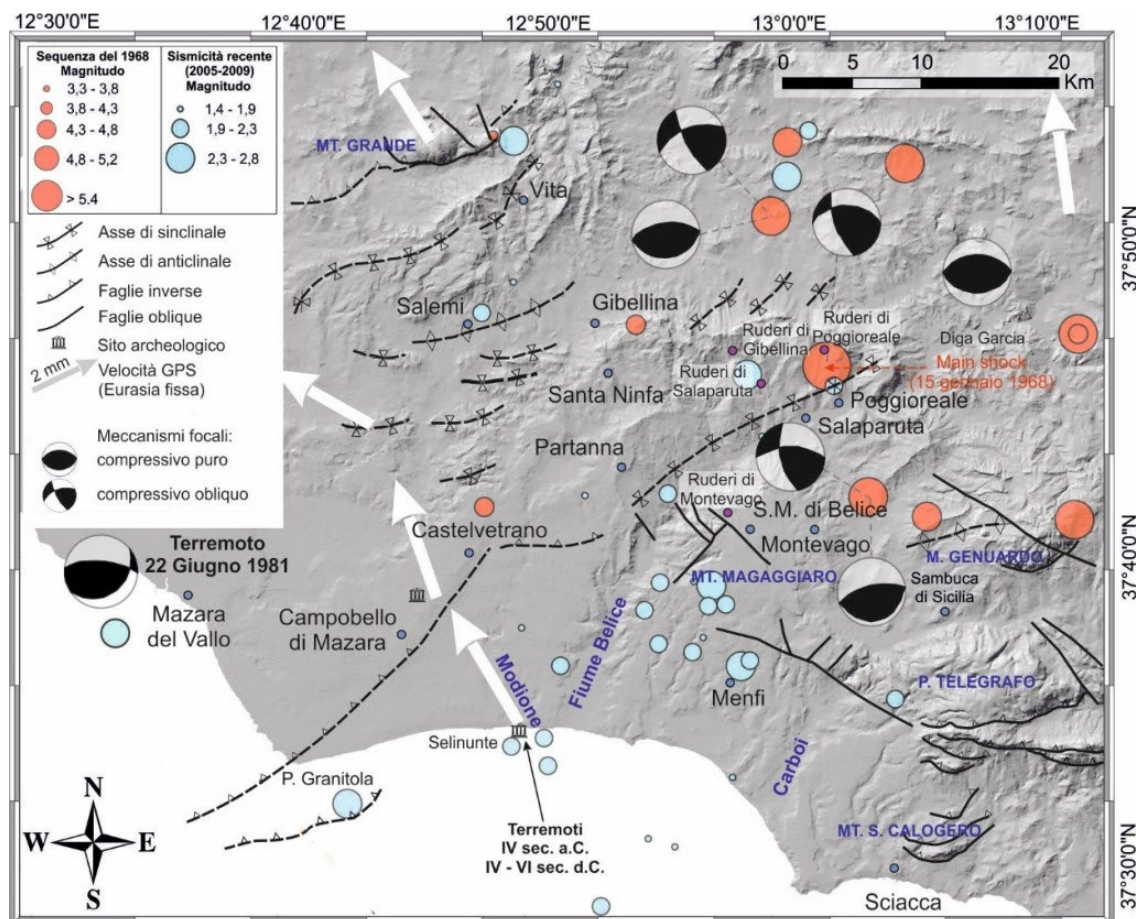 12°30'0"E
12°40'0"E
12°50'0"E
13°00'0"E
13°10'0"E
Sequenza del 1968
Magnitudo
3,3 - 3,8
3,8 - 4,3
4,3 - 4,8
4,8 - 5,2
> 5.4
Sismicità recente
(2005-2009)
Magnitudo
1,4 - 1,9
1,9 - 2,3
2,3 - 2,8
Asse di sinclinale
Asse di anticlinale
Faglie inverse
Faglie oblique
Sito archeologico
2 mm
Velocità GPS
(Eurasia fissa)
Meccanismi focali:
compressivo puro
compressivo obliquo
0 5 10 20
Km
MT. GRANDE
Vita
37°50'0"N
Salemi
Gibellina
Ruderi di
Gibellina
Ruderi di
Poggioreale
Diga Garcia
Ruderi di
Salaparuta
Main shock
(15 gennaio 1968)
Santa Ninfa
Poggioreale
Salaparuta
Partanna
Ruderi di
Montevago
S.M. di Belice
Castelvetrano
Montevago
M. GENUARDO
37°40'0"N
Terremoto
22 Giugno 1981
MT. MAGAGGIARO
Sambuca
di Sicilia
Mazara
del Vallo
Campobello
di Mazara
Fiume Belice
Modione
Menfi
P. TELEGRAFO
Selinunte
Carboi
P. Granitola
N
W E
S
Terremoti
IV sec. a.C.
IV - VI sec. d.C.
MT. S. CALOGERO
37°30'0"N
Sciacca